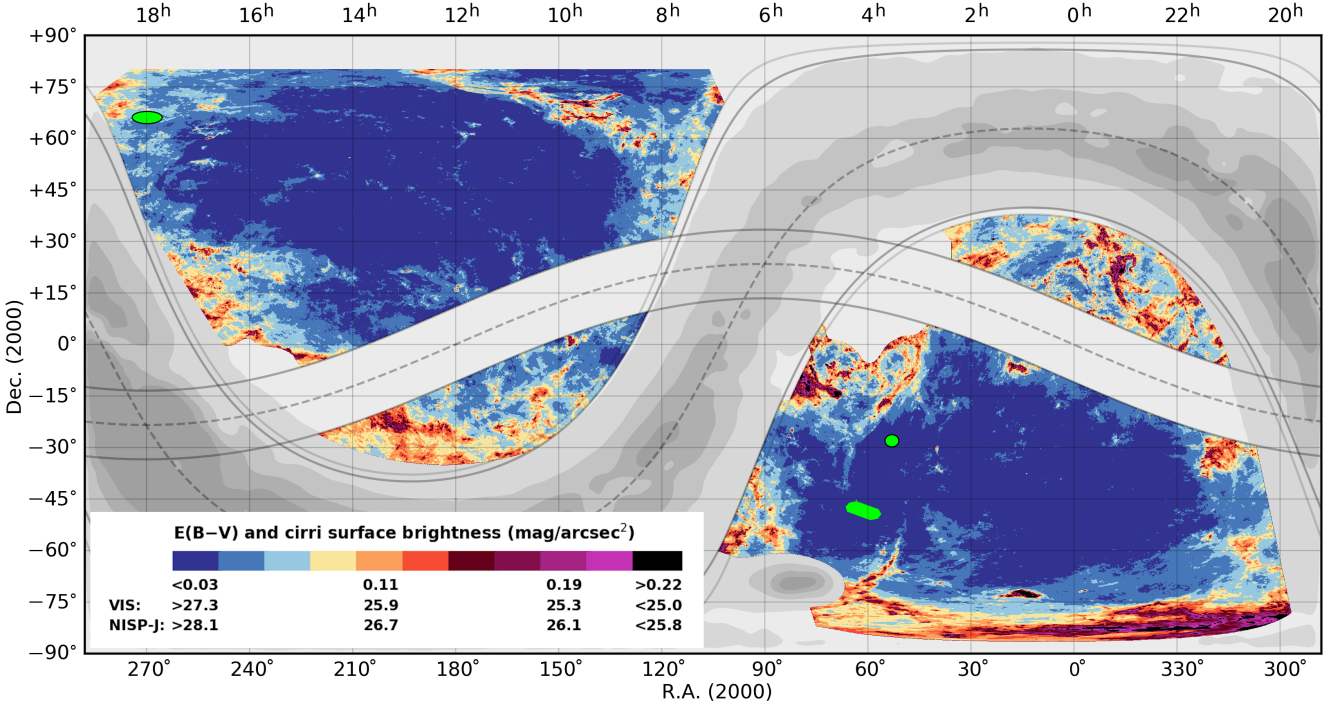 18h 16h 14h 12h 10h 8h 6h 4h 2h 0h 22h 20h
+90°
+75°
+60°
+45°
+30°
+15°
0°
−15°
−30°
−45°
−60°
−75°
−90°
Dec. (2000)
E(B−V) and cirri surface brightness (mag/arcsec²)
<0.03 0.11 0.19 >0.22
VIS: >27.3 25.9 25.3 <25.0
NISP-J: >28.1 26.7 26.1 <25.8
270° 240° 210° 180° 150° 120° 90° 60° 30° 0° 330° 300°
R.A. (2000)